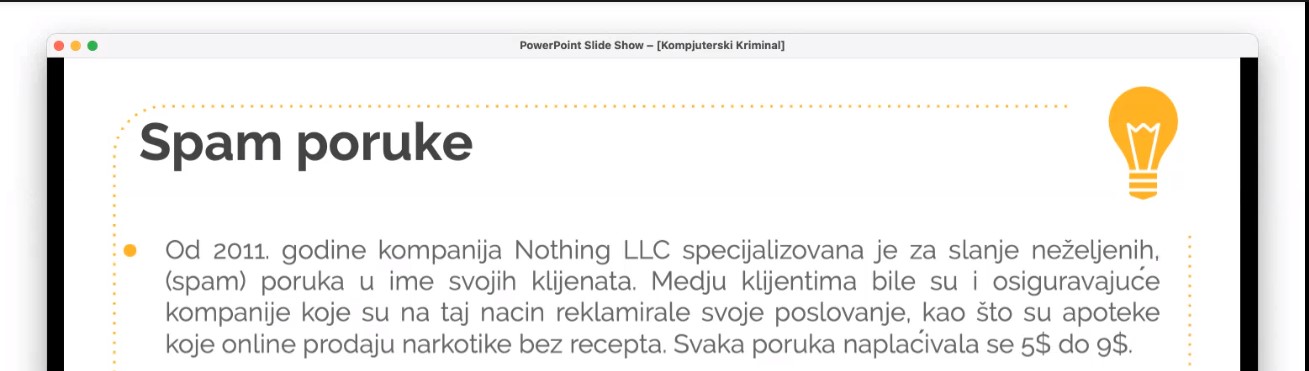 PowerPoint Slide Show – [Kompjuterski Kriminal]
Spam poruke
Od 2011. godine kompanija Nothing LLC specijalizovana je za slanje neželjenih,
(spam) poruka u ime svojih klijenata. Medju klijentima bile su i osiguravajuće
kompanije koje su na taj nacin reklamirale svoje poslovanje, kao što su apoteke
koje online prodaju narkotike bez recepta. Svaka poruka naplaćivala se 5$ do 9$.